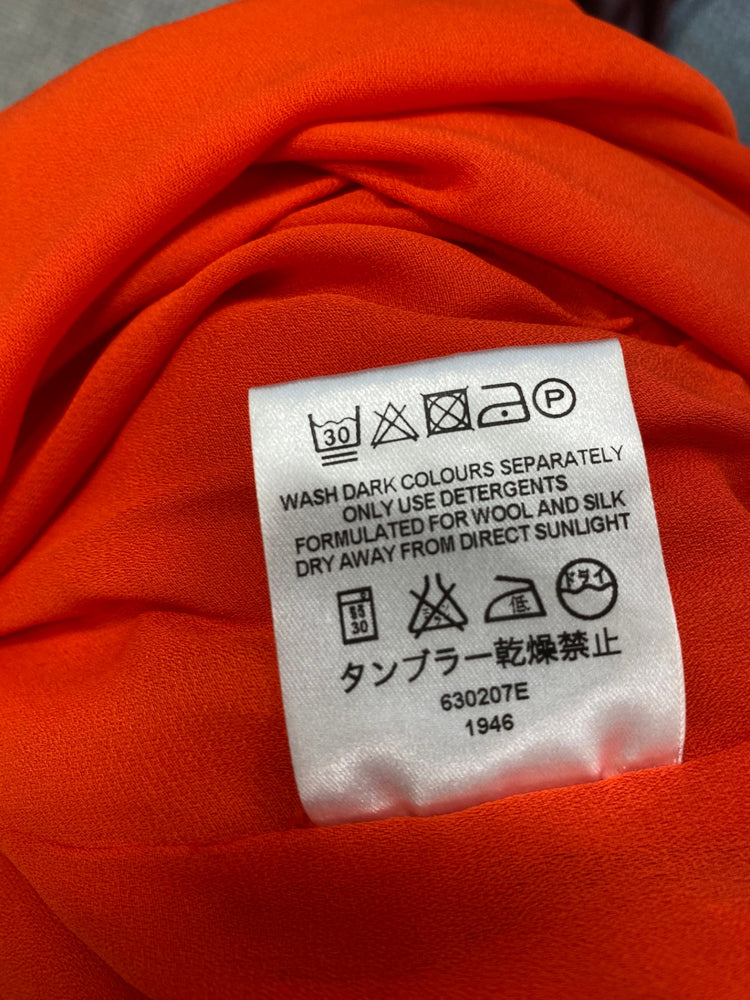 30 P
WASH DARK COLOURS SEPARATELY
ONLY USE DETERGENTS
FORMULATED FOR WOOL AND SILK
DRY AWAY FROM DIRECT SUNLIGHT
30 低 ドライ
タンブラー乾燥禁止
630207E
1946